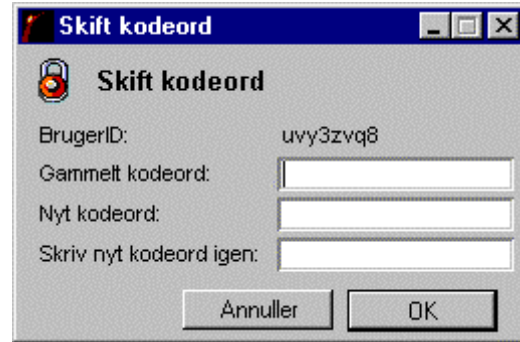 Skift kodeord
Skift kodeord
BrugerID: uvy3zvq8
Gammelt kodeord:
Nyt kodeord:
Skriv nyt kodeord igen:
Annuller OK